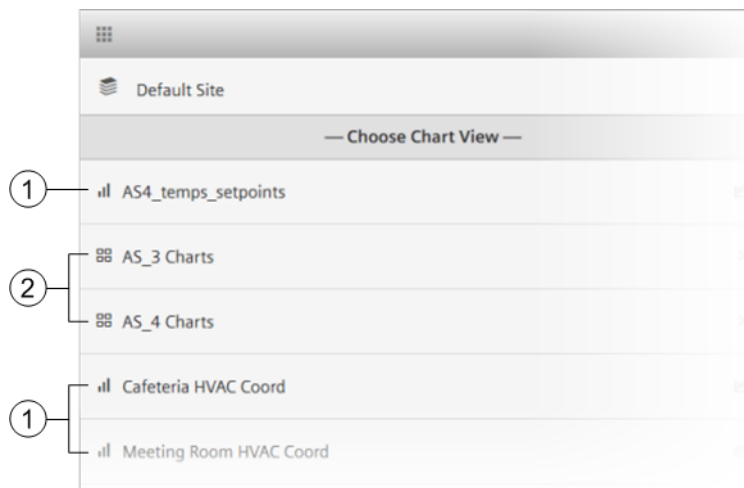 Default Site
— Choose Chart View —
1 AS4_temps_setpoints
AS_3 Charts
2
AS_4 Charts
Cafeteria HVAC Coord
1
Meeting Room HVAC Coord